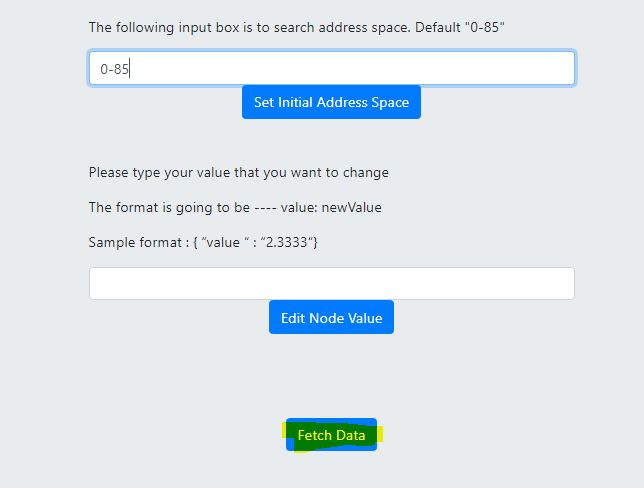 The following input box is to search address space. Default "0-85"
0-85
Set Initial Address Space
Please type your value that you want to change
The format is going to be ---- value: newValue
Sample format : { “value “ : “2.3333“}
Edit Node Value
Fetch Data